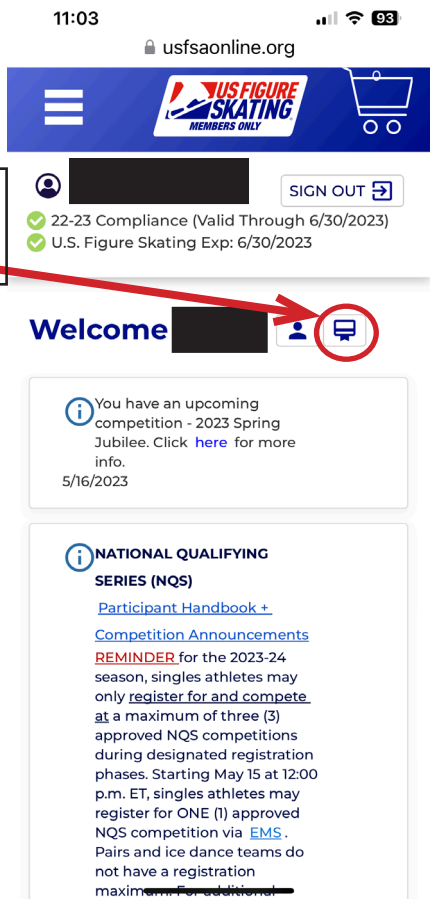 11:03
93
usfsaonline.org
US FIGURE
SKATING
MEMBERS ONLY
SIGN OUT
22-23 Compliance (Valid Through 6/30/2023)
U.S. Figure Skating Exp: 6/30/2023
Welcome
You have an upcoming
competition - 2023 Spring
Jubilee. Click here for more
info.
5/16/2023
NATIONAL QUALIFYING
SERIES (NQS)
Participant Handbook +
Competition Announcements
REMINDER for the 2023-24
season, singles athletes may
only register for and compete
at a maximum of three (3)
approved NQS competitions
during designated registration
phases. Starting May 15 at 12:00
p.m. ET, singles athletes may
register for ONE (1) approved
NQS competition via EMS.
Pairs and ice dance teams do
not have a registration
maximum. For additional